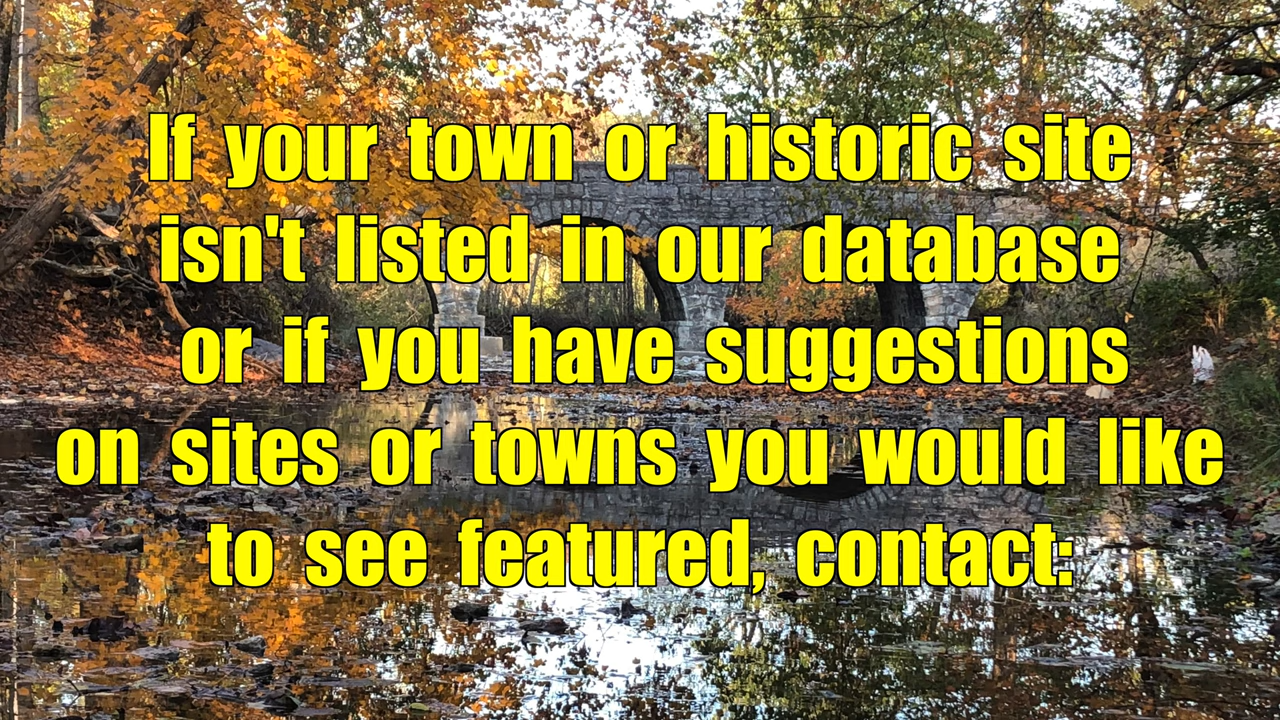 If your town or historic site
isn't listed in our database
or if you have suggestions
on sites or towns you would like
to see featured, contact: